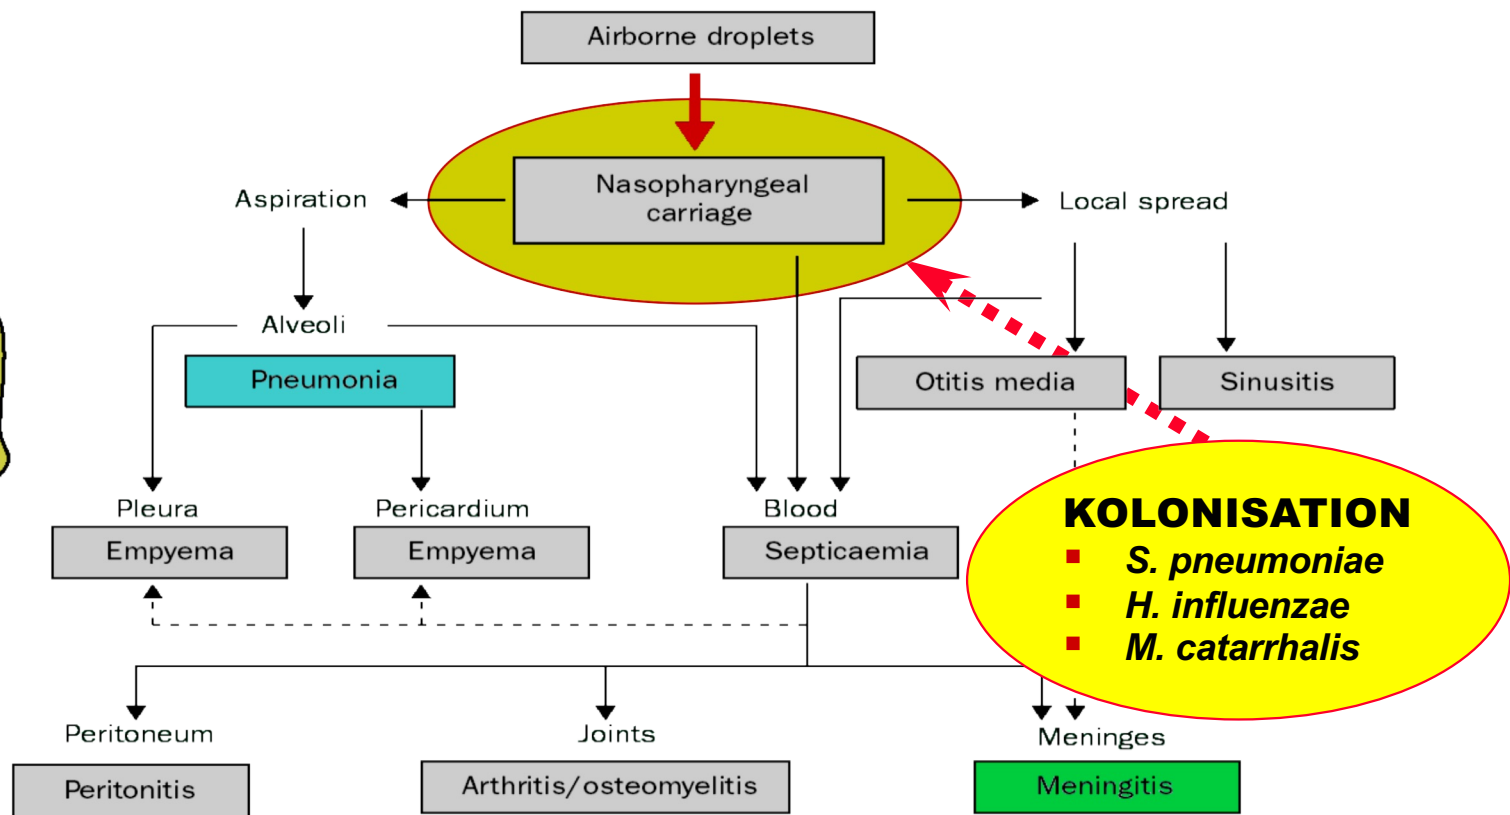 Airborne droplets
Nasopharyngeal
carriage
Aspiration
Local spread
Alveoli
Pneumonia
Otitis media
Sinusitis
Pleura
Empyema
Pericardium
Empyema
Blood
Septicaemia
KOLONISATION
▪ S. pneumoniae
▪ H. influenzae
▪ M. catarrhalis
Peritoneum
Peritonitis
Joints
Arthritis/osteomyelitis
Meninges
Meningitis